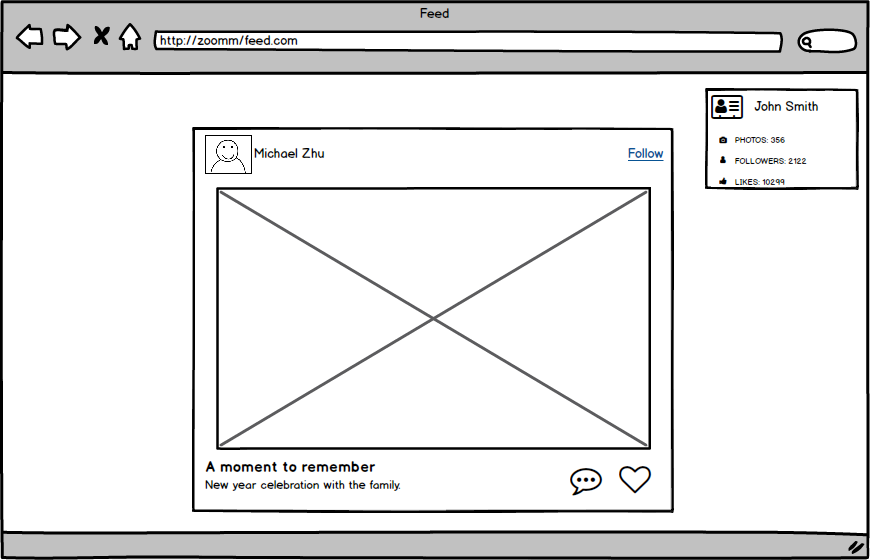 Feed
http://zoomm/feed.com
John Smith
PHOTOS: 356
FOLLOWERS: 2122
LIKES: 10299
Michael Zhu
Follow
A moment to remember
New year celebration with the family.